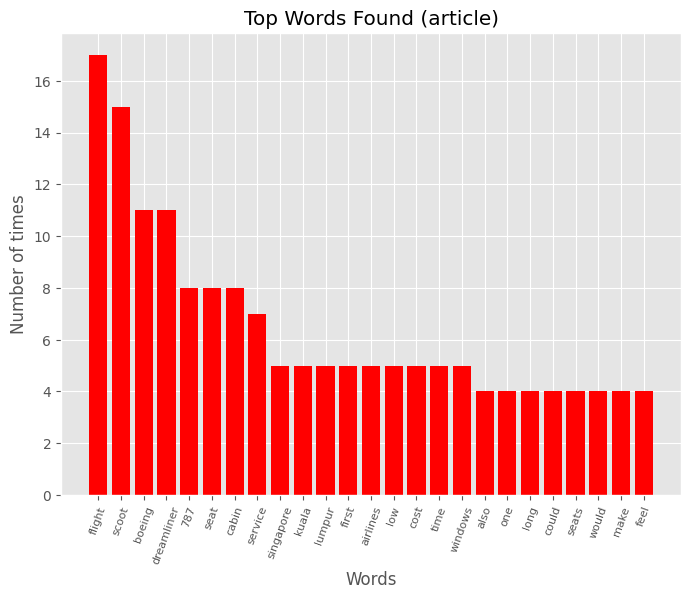 Top Words Found (article)
Number of times
16
14
12
10
8
6
4
2
0
flight
scoot
boeing
dreamliner
787
seat
cabin
service
singapore
kuala
lumpur
first
airlines
low
cost
time
windows
also
one
long
could
seats
would
make
feel
Words